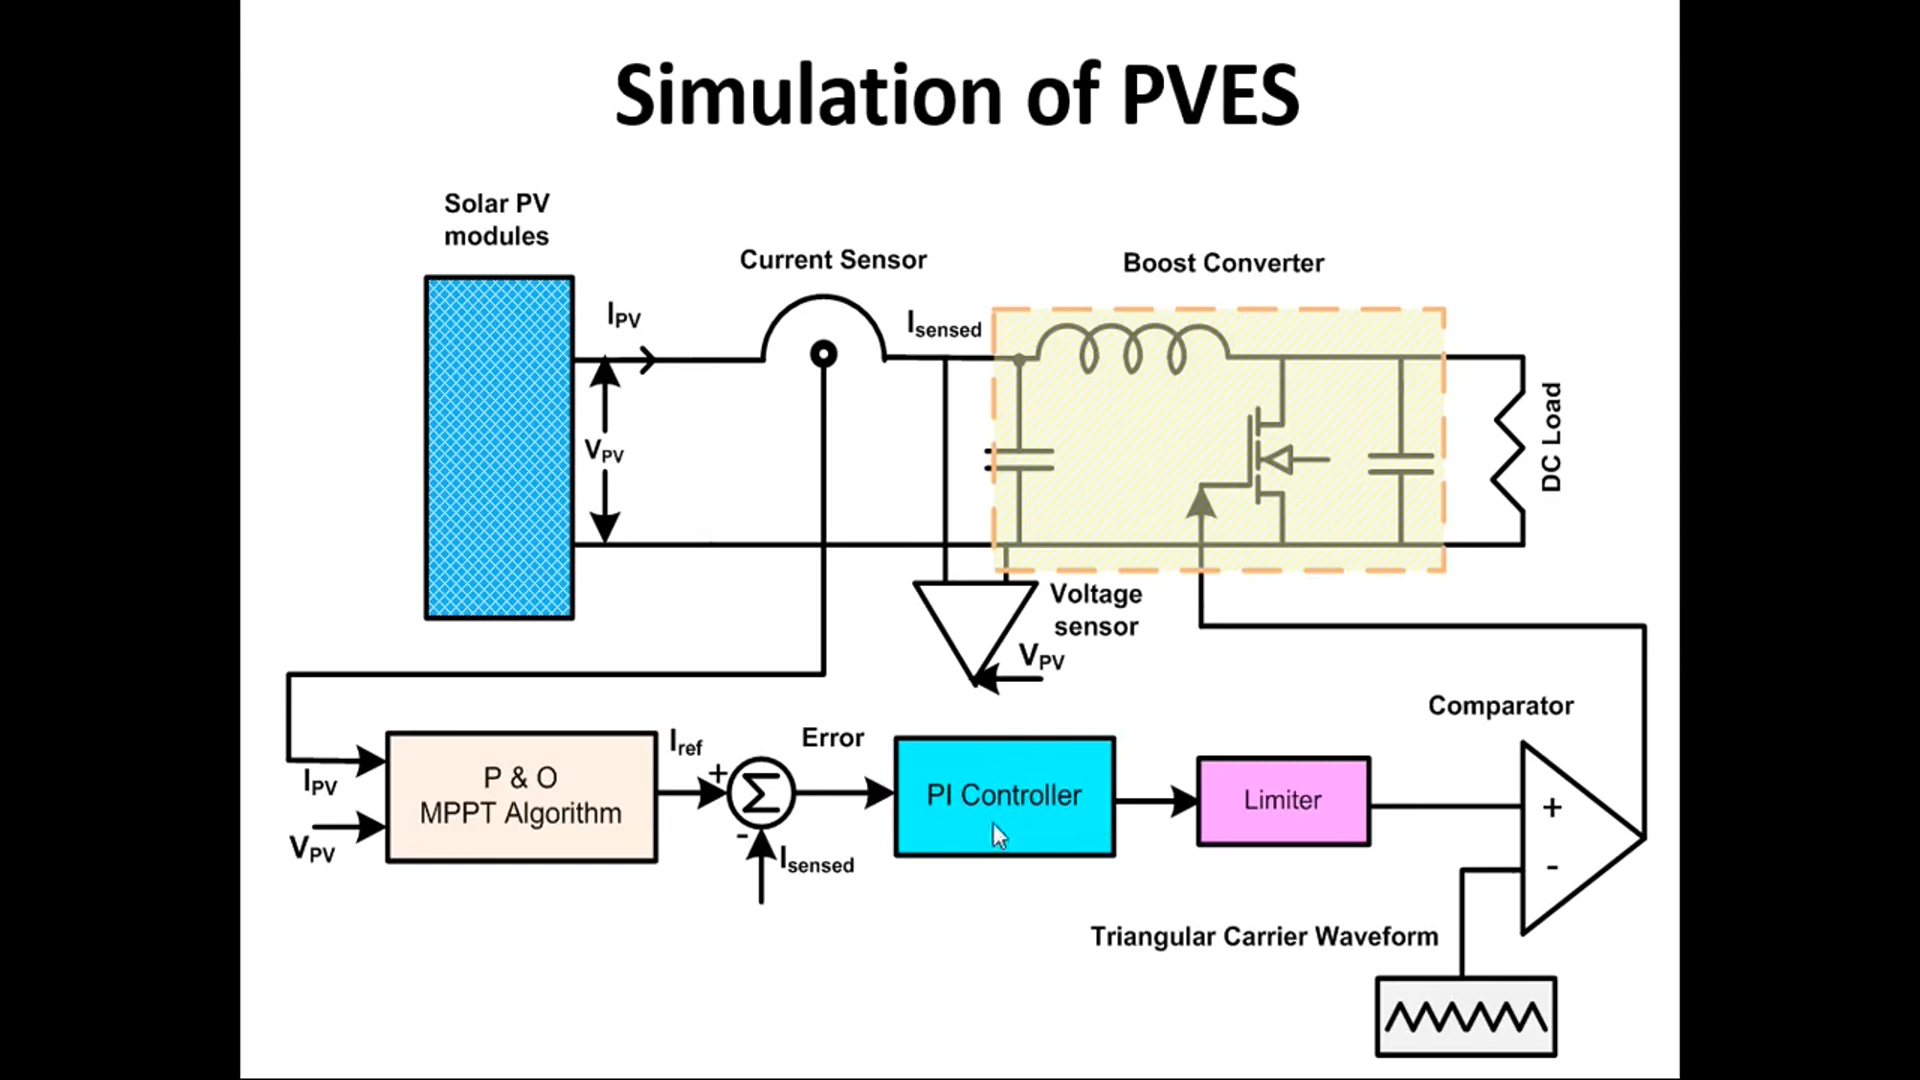 Simulation of PVES
Solar PV
modules
Current Sensor
Boost Converter
IPV
Isensed
VPV
DC Load
Voltage
sensor
VPV
Comparator
Iref
Error
+
-
IPV
VPV
P & O
MPPT Algorithm
Σ
Isensed
PI Controller
Limiter
+
-
Triangular Carrier Waveform